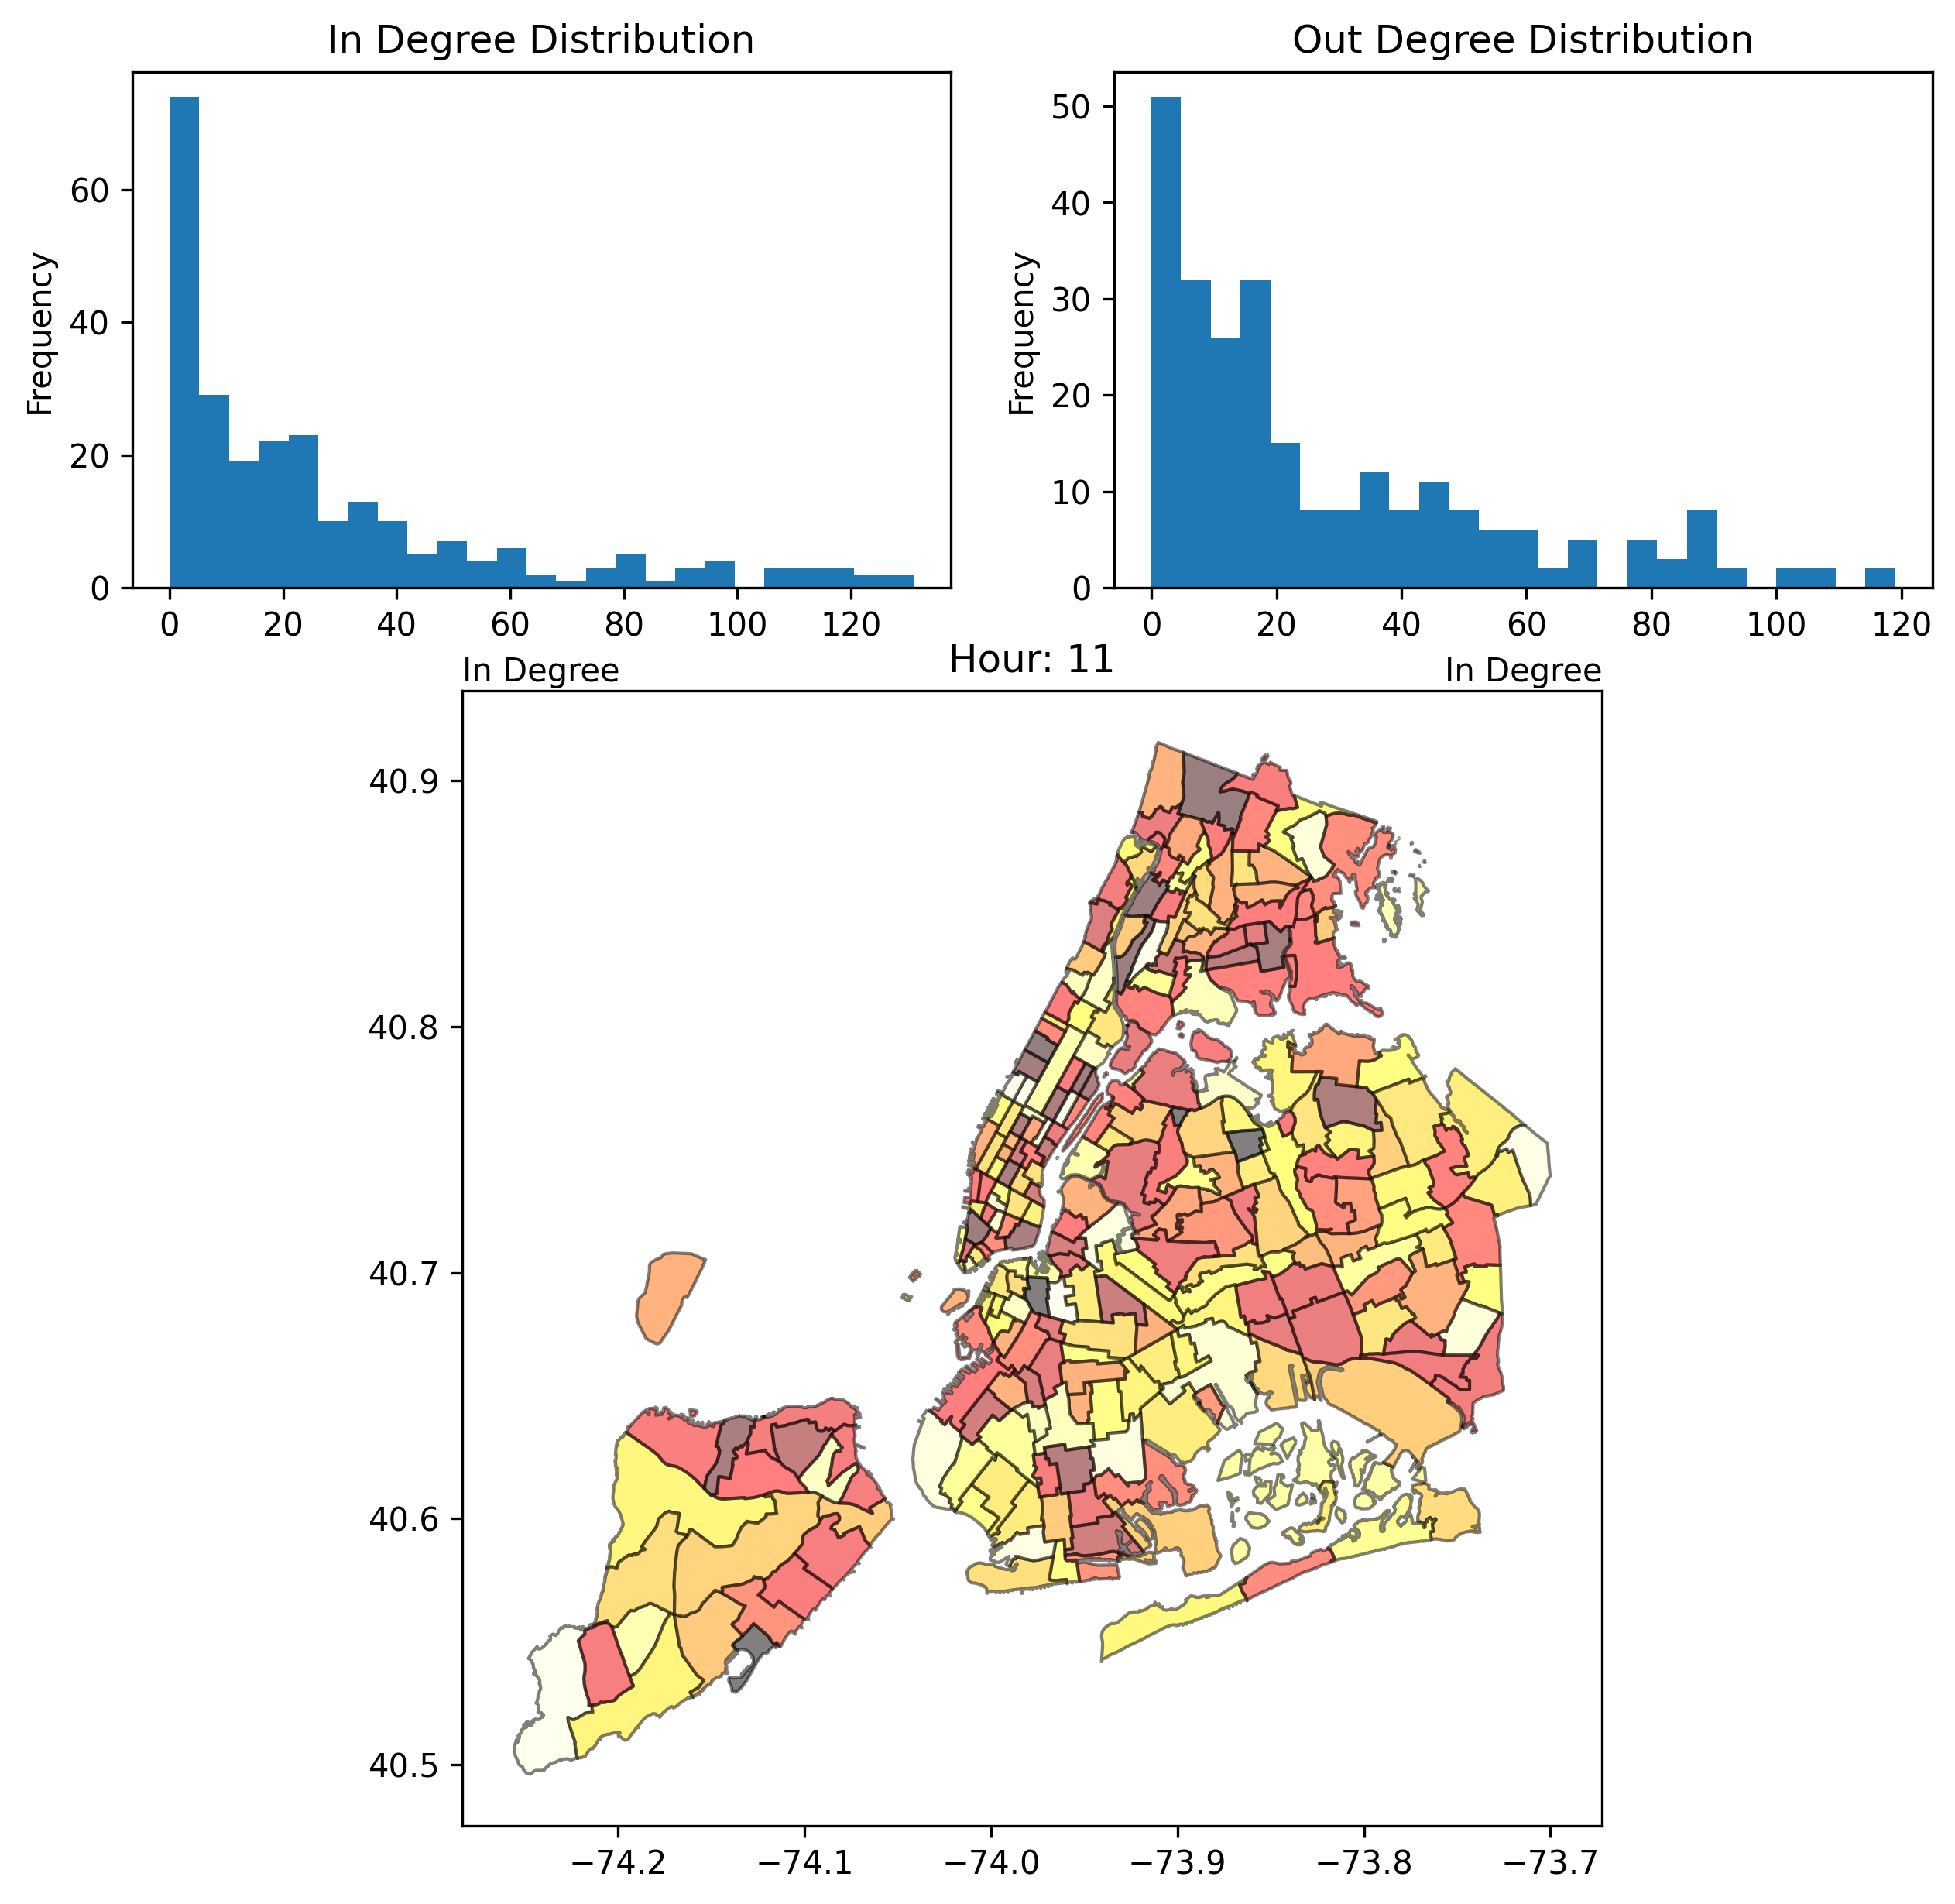 In Degree Distribution
Frequency
60
40
20
0
0 20 40 60 80 100 120
Out Degree Distribution
Frequency
50
40
30
20
10
0
0 20 40 60 80 100 120
In Degree
Hour: 11
In Degree
40.9
40.8
40.7
40.6
40.5
−74.2 −74.1 −74.0 −73.9 −73.8 −73.7